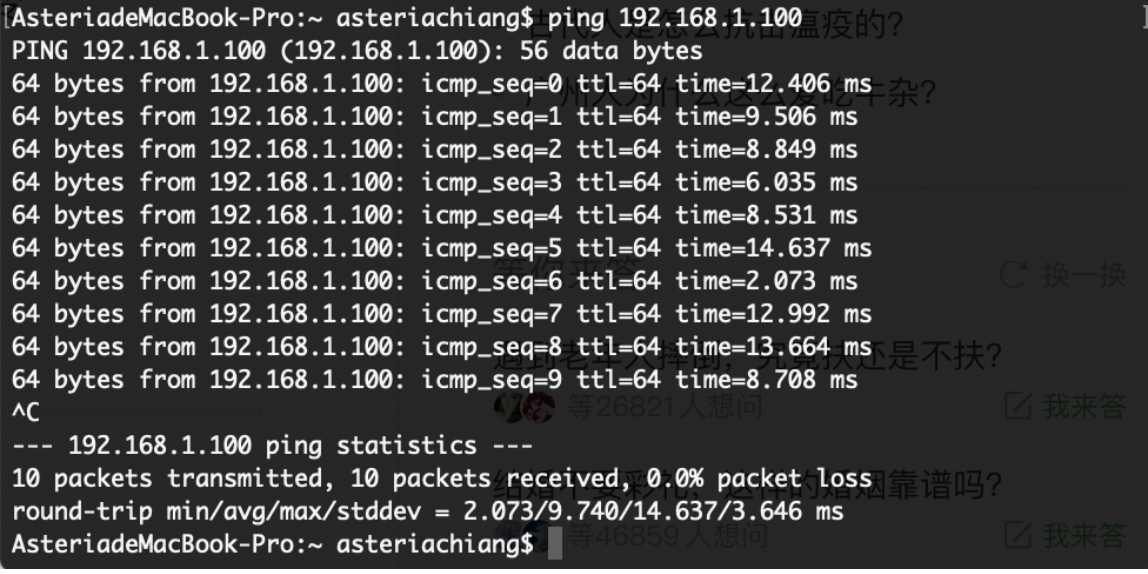 AsteriadeMacBook-Pro:~ asteriachiang$ ping 192.168.1.100
古代人是怎么抗击瘟疫的?
PING 192.168.1.100 (192.168.1.100): 56 data bytes
64 bytes from 192.168.1.100: icmp_seq=0 ttl=64 time=12.406 ms
广州人为什么这么爱吃牛杂?
64 bytes from 192.168.1.100: icmp_seq=1 ttl=64 time=9.506 ms
64 bytes from 192.168.1.100: icmp_seq=2 ttl=64 time=8.849 ms
64 bytes from 192.168.1.100: icmp_seq=3 ttl=64 time=6.035 ms
64 bytes from 192.168.1.100: icmp_seq=4 ttl=64 time=8.531 ms
64 bytes from 192.168.1.100: icmp_seq=5 ttl=64 time=14.637 ms
等你来答
换一换
64 bytes from 192.168.1.100: icmp_seq=6 ttl=64 time=2.073 ms
64 bytes from 192.168.1.100: icmp_seq=7 ttl=64 time=12.992 ms
64 bytes from 192.168.1.100: icmp_seq=8 ttl=64 time=13.664 ms
遇到老年人摔倒,究竟扶还是不扶?
64 bytes from 192.168.1.100: icmp_seq=9 ttl=64 time=8.708 ms
^C
等26821人想问
我来答
--- 192.168.1.100 ping statistics ---
10 packets transmitted, 10 packets received, 0.0% packet loss
结婚不要彩礼,这样的婚姻靠谱吗?
round-trip min/avg/max/stddev = 2.073/9.740/14.637/3.646 ms
AsteriadeMacBook-Pro:~ asteriachiang$
等46859人想问
我来答